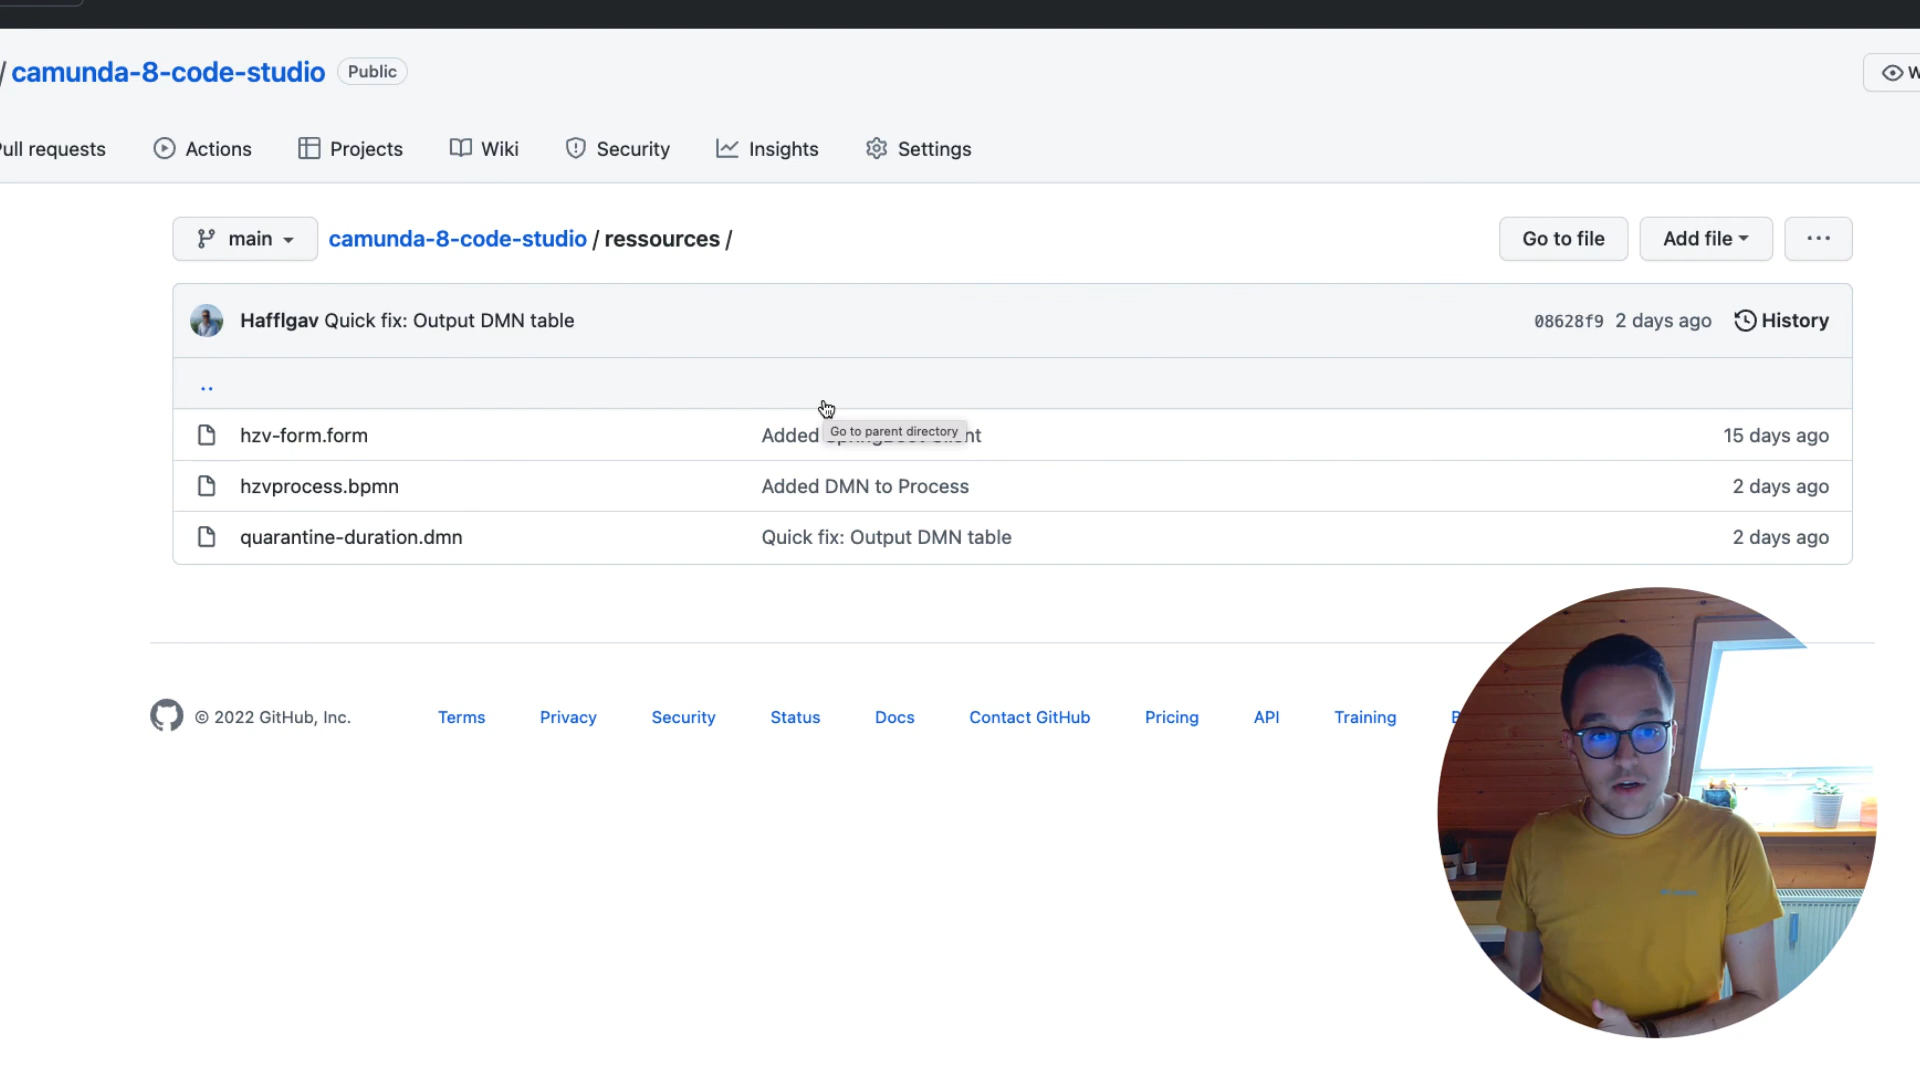 / camunda-8-code-studio Public
Pull requests Actions Projects Wiki Security Insights Settings
main camunda-8-code-studio / ressources / Go to file Add file ...
Hafflgav Quick fix: Output DMN table 08628f9 2 days ago History
..
hzv-form.form Added 15 days ago
Go to parent directory
hzvprocess.bpmn Added DMN to Process 2 days ago
quarantine-duration.dmn Quick fix: Output DMN table 2 days ago
© 2022 GitHub, Inc. Terms Privacy Security Status Docs Contact GitHub Pricing API Training